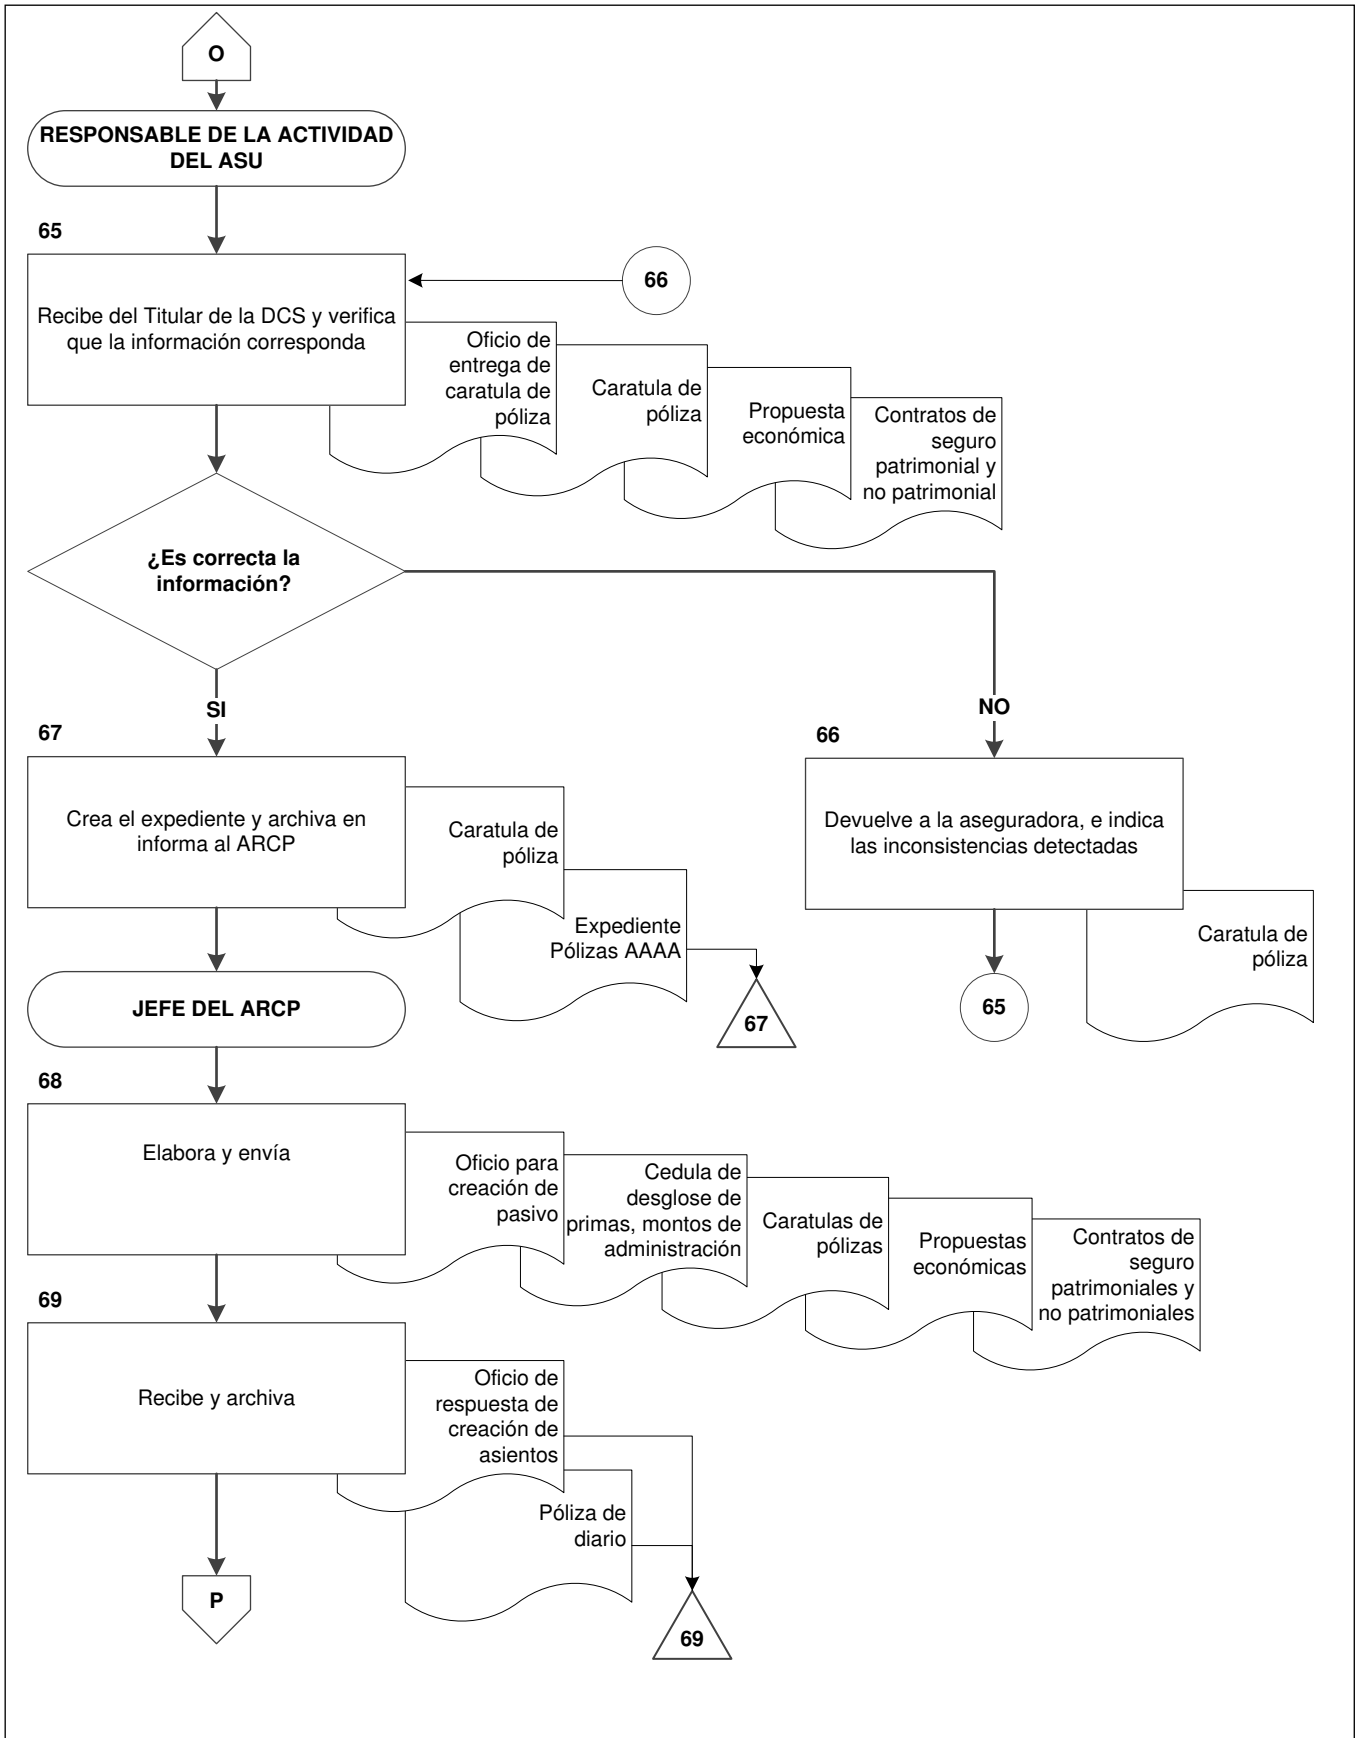 O
RESPONSABLE DE LA ACTIVIDAD
DEL ASU
65
66
Recibe del Titular de la DCS y verifica
que la información corresponda
Oficio de
entrega de
caratula de
póliza
Caratula de
póliza
Propuesta
económica
Contratos de
seguro
patrimonial y
no patrimonial
¿Es correcta la
información?
SI
NO
67
Crea el expediente y archiva en
informa al ARCP
Caratula de
póliza
Expediente
Pólizas AAAA
67
66
Devuelve a la aseguradora, e indica
las inconsistencias detectadas
Caratula de
póliza
65
JEFE DEL ARCP
68
Elabora y envía
Oficio para
creación de
pasivo
Cedula de
desglose de
primas, montos de
administración
Caratulas de
pólizas
Propuestas
económicas
Contratos de
seguro
patrimoniales y
no patrimoniales
69
Recibe y archiva
Oficio de
respuesta de
creación de
asientos
Póliza de
diario
69
P